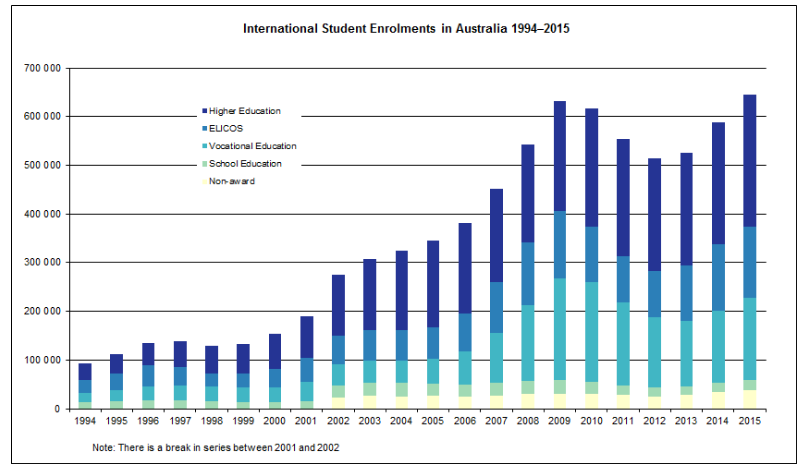 International Student Enrolments in Australia 1994–2015
700 000
600 000
500 000
400 000
300 000
200 000
100 000
0
Higher Education
ELICOS
Vocational Education
School Education
Non-award
1994 1995 1996 1997 1998 1999 2000 2001 2002 2003 2004 2005 2006 2007 2008 2009 2010 2011 2012 2013 2014 2015
Note: There is a break in series between 2001 and 2002